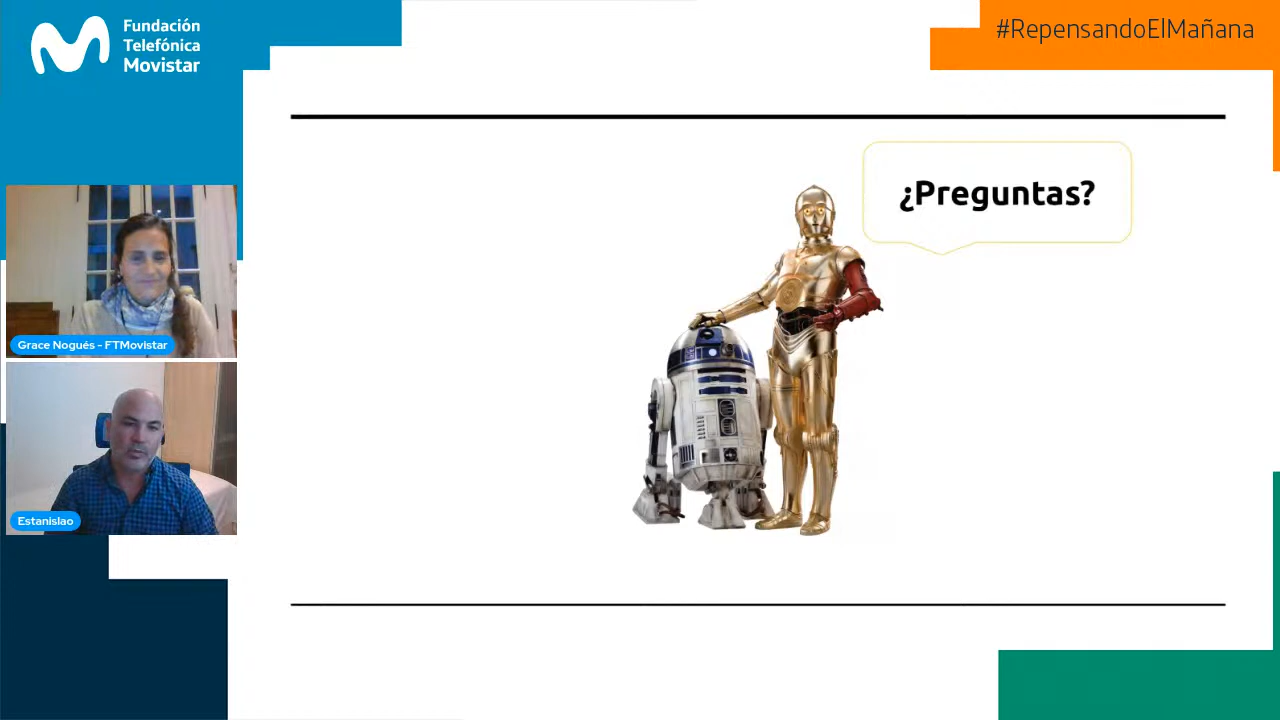 Fundación
Telefónica
Movistar
#RepensandoElMañana
¿Preguntas?
Grace Nogués - FTMovistar
Estanislao